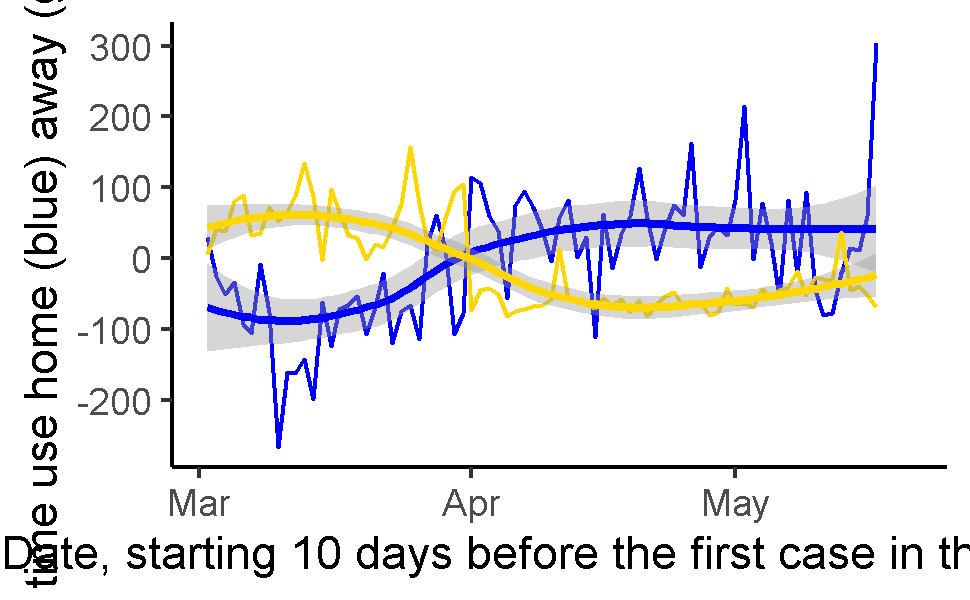 time use home (blue) away (
300
200
100
0
-100
-200
Mar Apr May
Date, starting 10 days before the first case in th